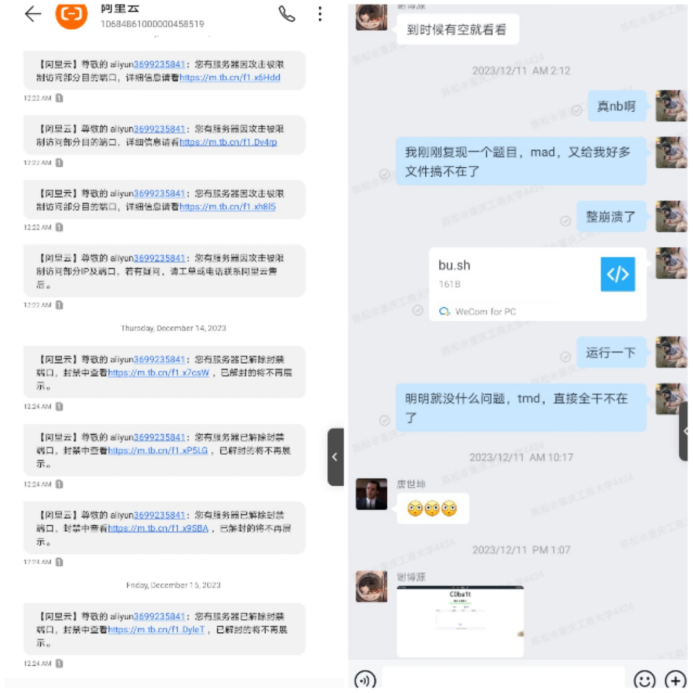 阿里云
10684861000000458519
【阿里云】尊敬的 aliyun3699235841：您有服务器因攻击被限
制访问部分目的端口，详细信息请看https://m.tb.cn/f1.x6Hdd
12:22 AM
【阿里云】尊敬的 aliyun3699235841：您有服务器因攻击被限
制访问部分目的端口，详细信息请看https://m.tb.cn/f1.Dv4rp
12:22 AM
【阿里云】尊敬的 aliyun3699235841：您有服务器因攻击被限
制访问部分目的端口，详细信息请看https://m.tb.cn/f1.xh8l5
12:22 AM
【阿里云】尊敬的 aliyun3699235841：您有服务器因攻击被限
制访问部分IP及端口，若有疑问，请工单或电话联系阿里云售
后。
12:22 AM
Thursday, December 14, 2023
【阿里云】尊敬的 aliyun3699235841：您有服务器已解除封禁
端口，封禁中查看https://m.tb.cn/f1.x7csW ，已解封的将不再展
示。
12:24 AM
【阿里云】尊敬的 aliyun3699235841：您有服务器已解除封禁
端口，封禁中查看https://m.tb.cn/f1.xP5LG ，已解封的将不再展
示。
12:24 AM
【阿里云】尊敬的 aliyun3699235841：您有服务器已解除封禁
端口，封禁中查看https://m.tb.cn/f1.x9SBA ，已解封的将不再展
示。
12:23 AM
Friday, December 15, 2023
【阿里云】尊敬的 aliyun3699235841：您有服务器已解除封禁
端口，封禁中查看https://m.tb.cn/f1.DyleT ，已解封的将不再展
示。
12:24 AM
到时候有空就看看
2023/12/11 AM 2:12
真nb啊
我刚刚复现一个题目，mad，又给我好多
文件搞不在了
整崩溃了
bu.sh
161B
WeCom for PC
运行一下
明明就没什么问题，tmd，直接全干不在
了
2023/12/11 AM 10:17
虞世坤
2023/12/11 PM 1:07
谢博源